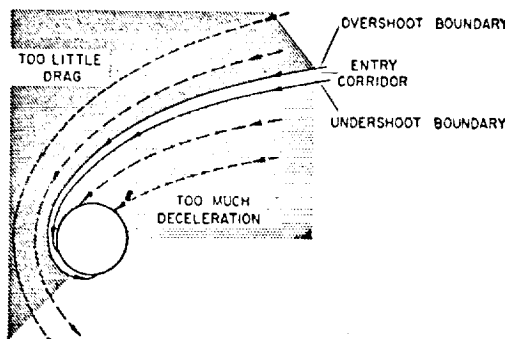 OVERSHOOT BOUNDARY
TOO LITTLE
DRAG
ENTRY
CORRIDOR
UNDERSHOOT BOUNDARY
TOO MUCH
DECELERATION